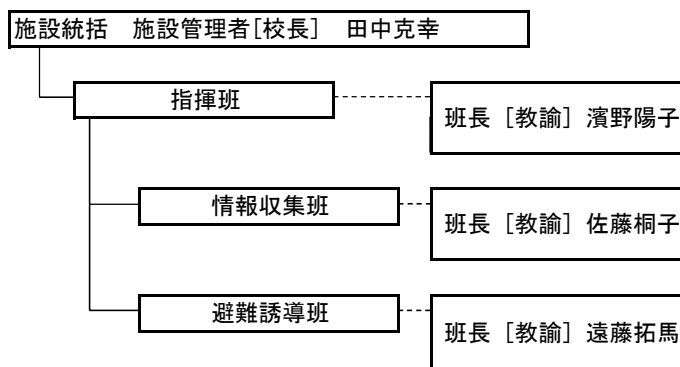 施設統括　施設管理者[校長]　田中克幸
指揮班
班長［教諭］濱野陽子
情報収集班
班長［教諭］佐藤桐子
避難誘導班
班長［教諭］遠藤拓馬